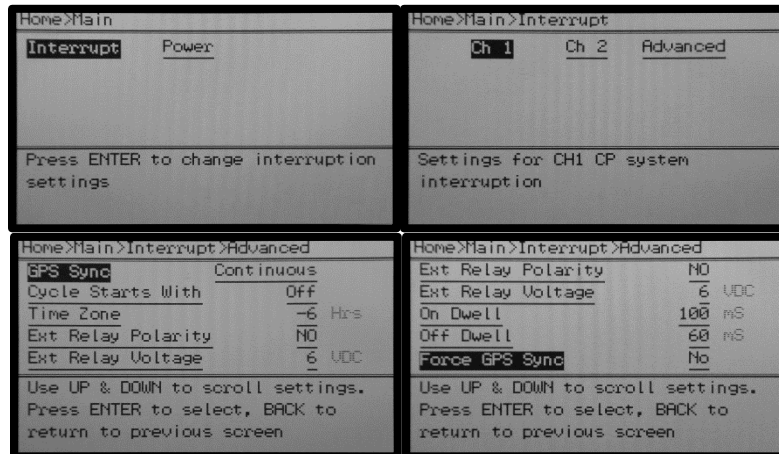 Home>Main
Interrupt Power
Press ENTER to change interruption
settings
Home>Main>Interrupt
Ch 1 Ch 2 Advanced
Settings for CH1 CP system
interruption
Home>Main>Interrupt>Advanced
GPS Sync Continuous
Cycle Starts With Off
Time Zone -6 Hrs
Ext Relay Polarity NO
Ext Relay Voltage 6 VDC
Use UP & DOWN to scroll settings.
Press ENTER to select, BACK to
return to previous screen
Home>Main>Interrupt>Advanced
Ext Relay Polarity NO
Ext Relay Voltage 6 VDC
On Dwell 100 mS
Off Dwell 60 mS
Force GPS Sync No
Use UP & DOWN to scroll settings.
Press ENTER to select, BACK to
return to previous screen